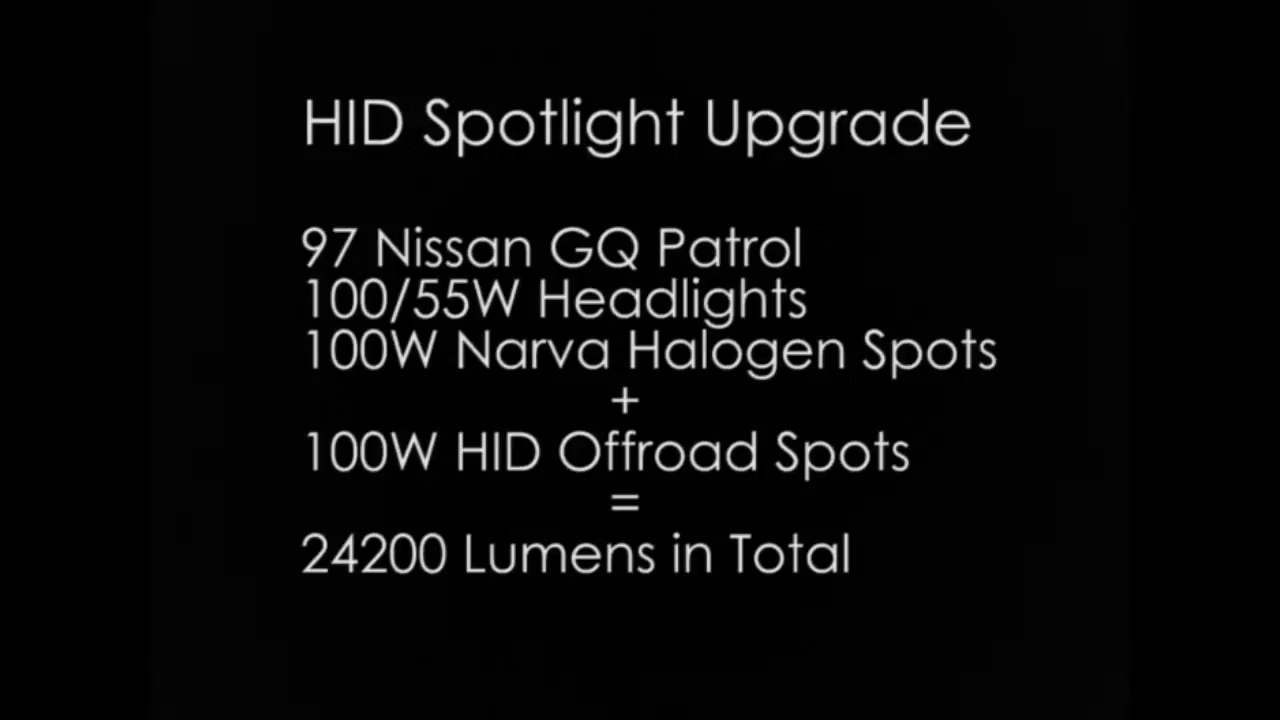 HID Spotlight Upgrade
97 Nissan GQ Patrol
100/55W Headlights
100W Narva Halogen Spots
+
100W HID Offroad Spots
=
24200 Lumens in Total